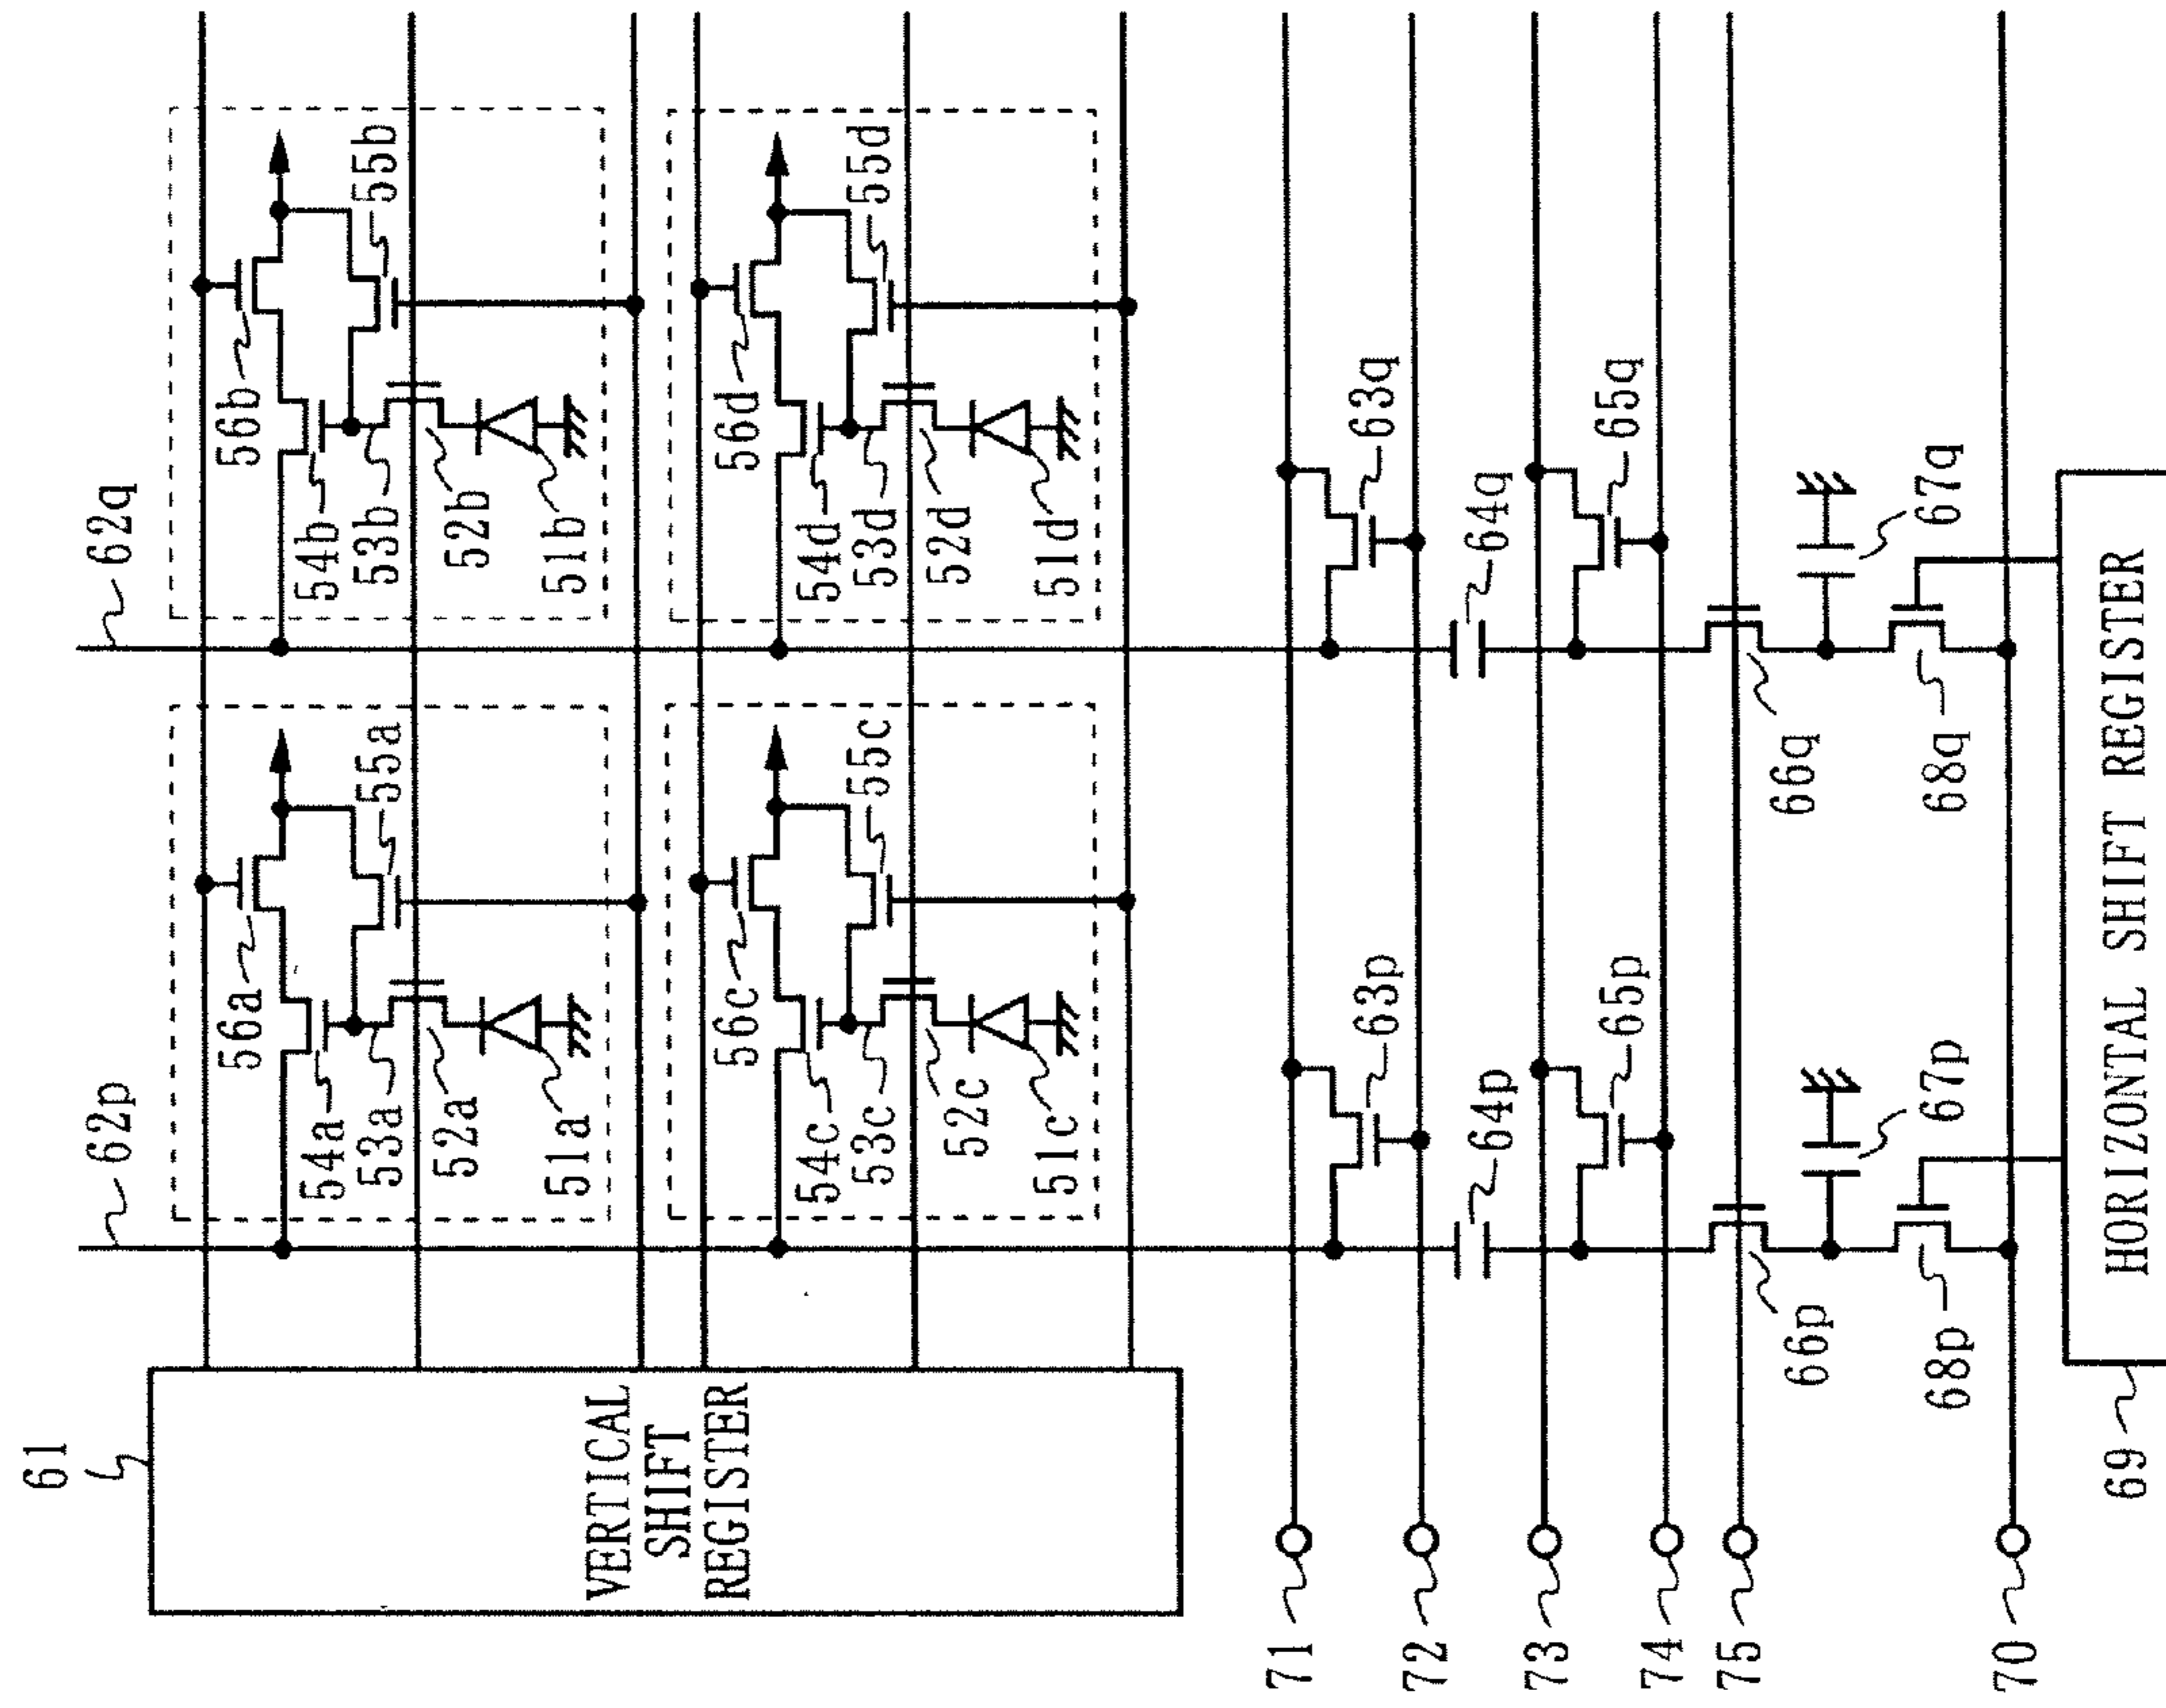 61
VERTICAL
SHIFT
REGISTER
62p
62q
56a
54a
53a
52a
51a
55a
56b
54b
53b
52b
51b
55b
56c
54c
53c
52c
51c
55c
56d
54d
53d
52d
51d
55d
71
72
73
74
75
70
63p
64p
65p
66p
67p
68p
63q
64q
65q
66q
67q
68q
69
HORIZONTAL SHIFT REGISTER